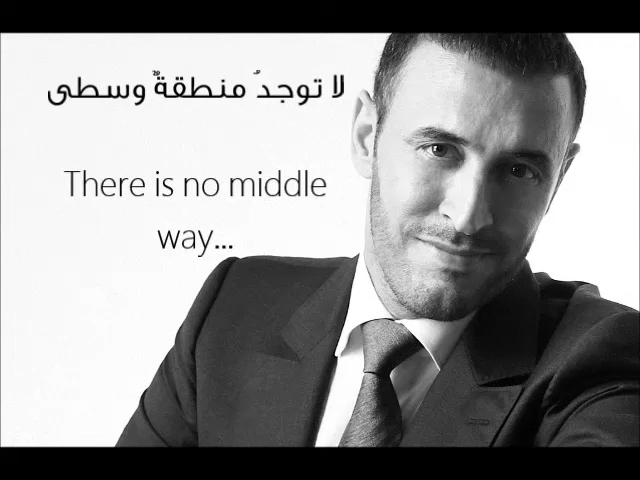 لا توجدُ منطقةٌ وسطى
There is no middle
way...